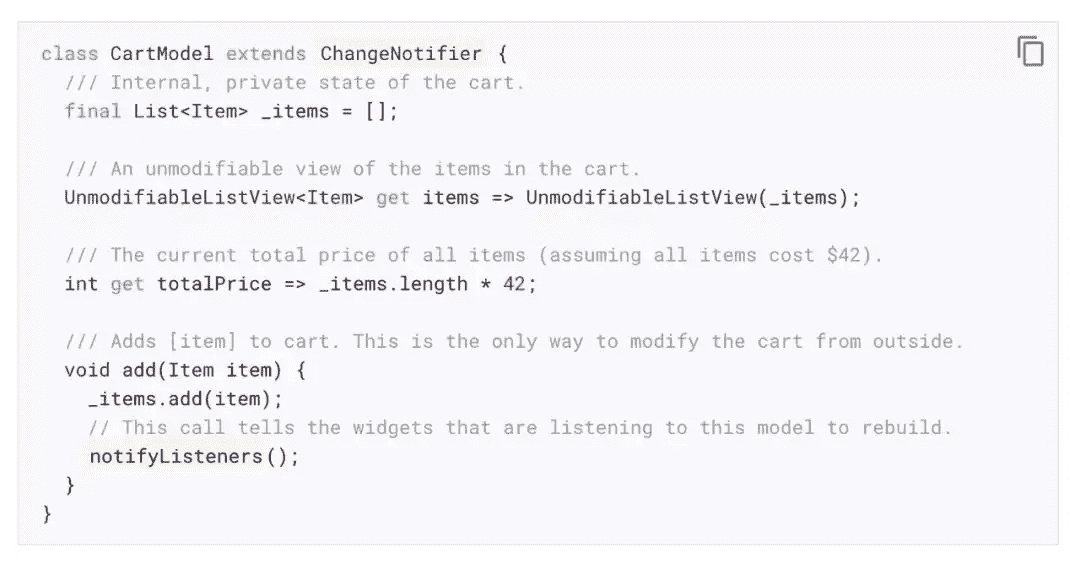 class CartModel extends ChangeNotifier {
  /// Internal, private state of the cart.
  final List<Item> _items = [];

  /// An unmodifiable view of the items in the cart.
  UnmodifiableListView<Item> get items => UnmodifiableListView(_items);

  /// The current total price of all items (assuming all items cost $42).
  int get totalPrice => _items.length * 42;

  /// Adds [item] to cart. This is the only way to modify the cart from outside.
  void add(Item item) {
    _items.add(item);
    // This call tells the widgets that are listening to this model to rebuild.
    notifyListeners();
  }
}